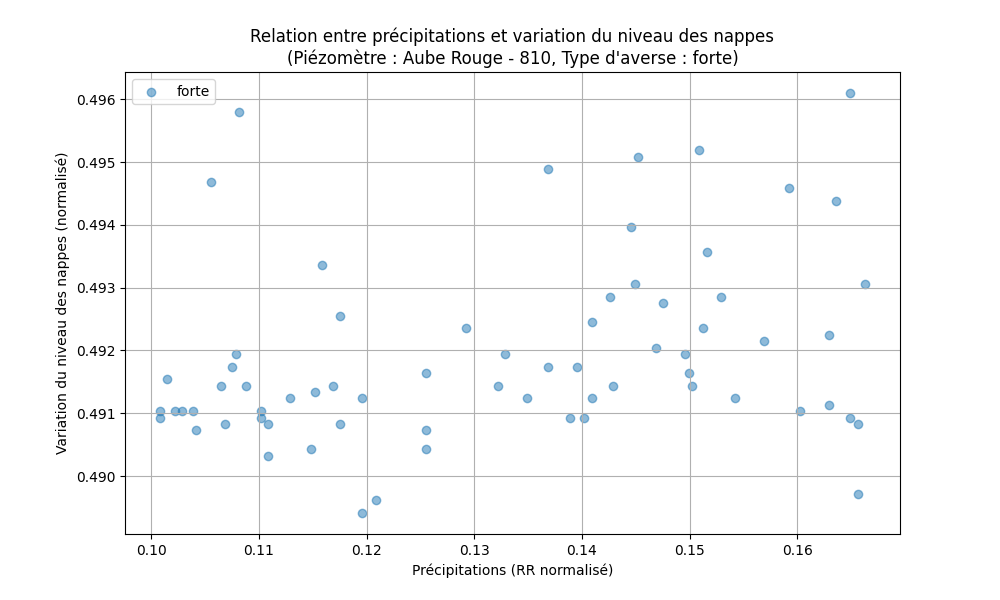 Relation entre précipitations et variation du niveau des nappes
(Piézomètre : Aube Rouge - 810, Type d'averse : forte)
forte
Variation du niveau des nappes (normalisé)
0.496
0.495
0.494
0.493
0.492
0.491
0.490
0.10 0.11 0.12 0.13 0.14 0.15 0.16
Précipitations (RR normalisé)